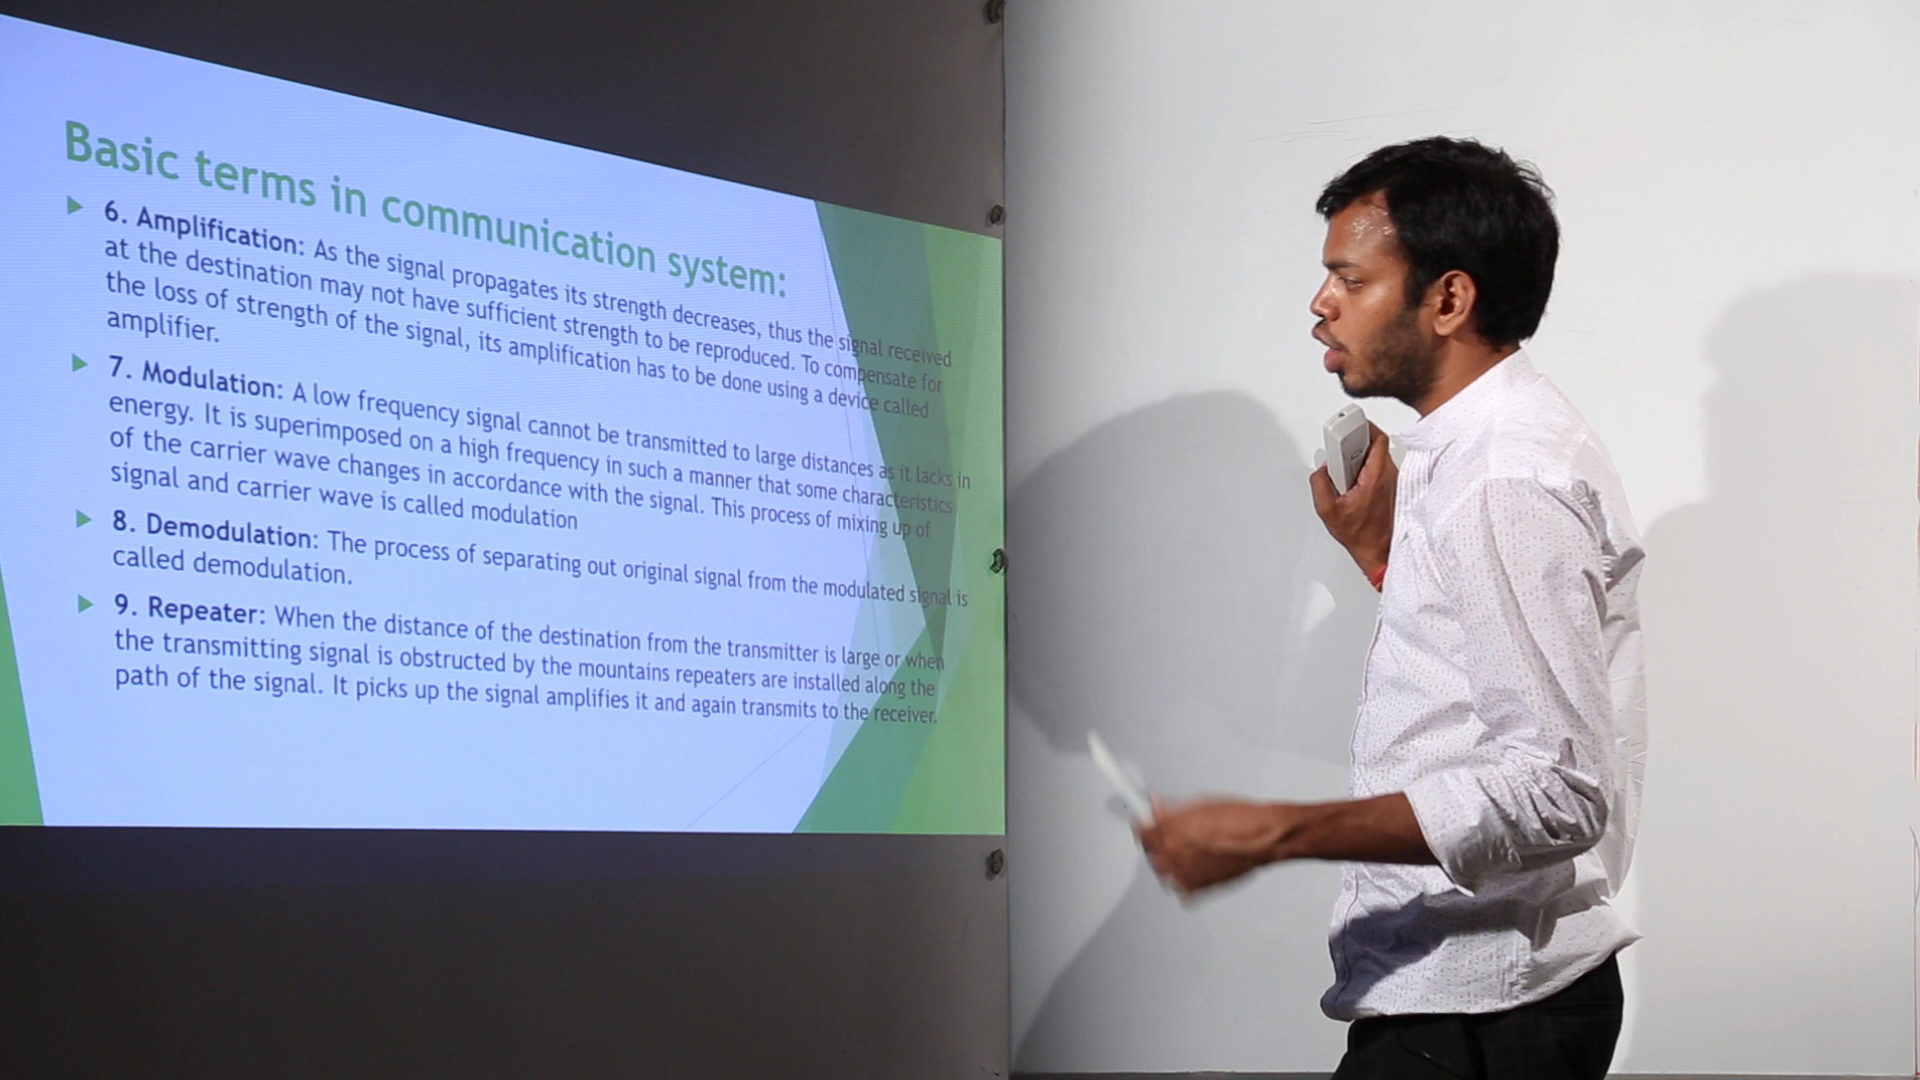 Basic terms in communication system:
6. Amplification: As the signal propagates its strength decreases, thus the signal received
at the destination may not have sufficient strength to be reproduced. To compensate for
the loss of strength of the signal, its amplification has to be done using a device called
amplifier.
7. Modulation: A low frequency signal cannot be transmitted to large distances as it lacks in
energy. It is superimposed on a high frequency in such a manner that some characteristics
of the carrier wave changes in accordance with the signal. This process of mixing up of
signal and carrier wave is called modulation
8. Demodulation: The process of separating out original signal from the modulated signal is
called demodulation.
9. Repeater: When the distance of the destination from the transmitter is large or when
the transmitting signal is obstructed by the mountains repeaters are installed along the
path of the signal. It picks up the signal amplifies it and again transmits to the receiver.